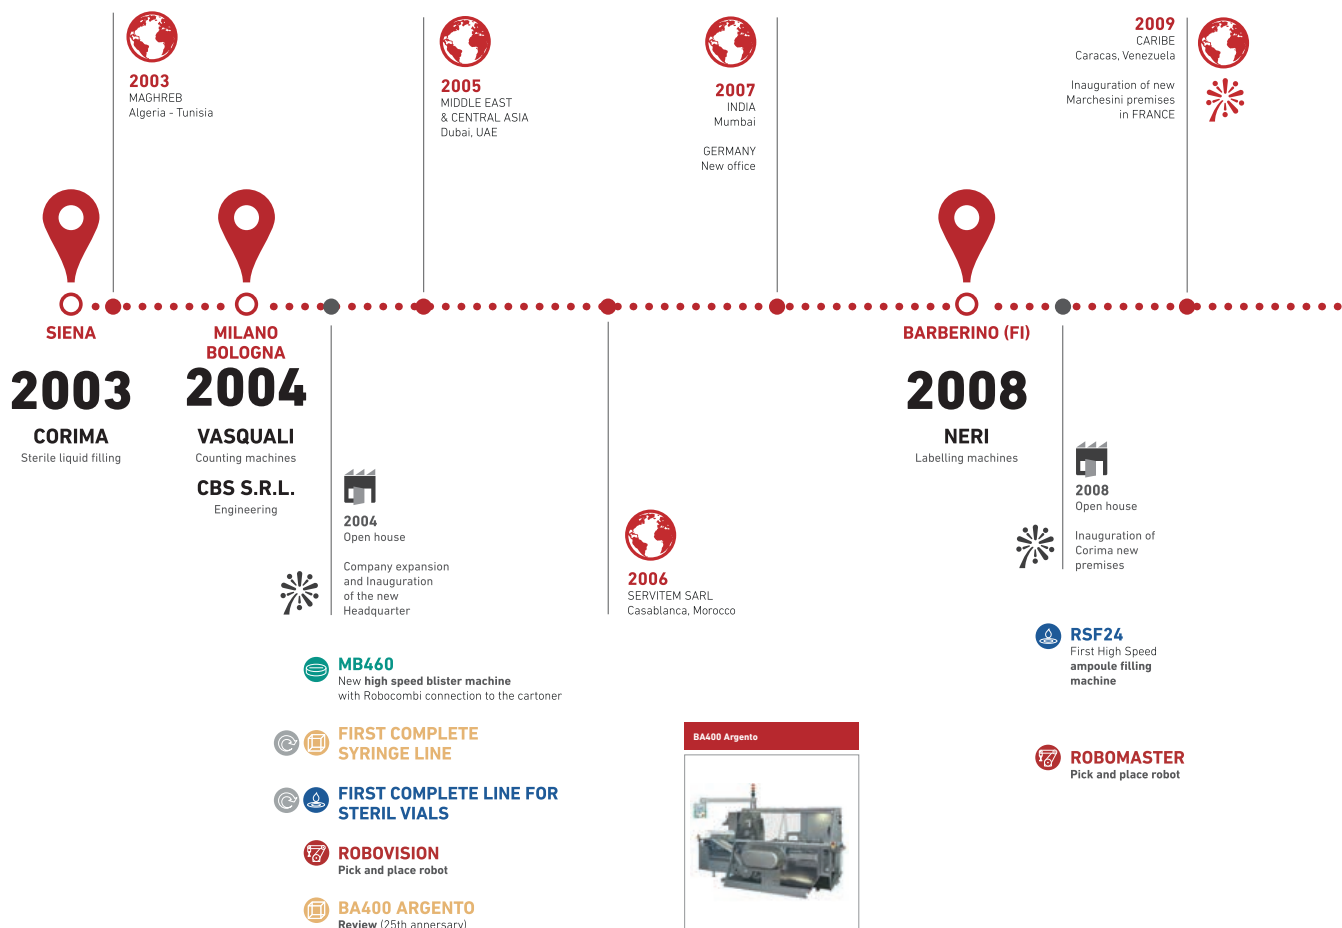 2003
MAGHREB
Algeria - Tunisia
2005
MIDDLE EAST
& CENTRAL ASIA
Dubai, UAE
2007
INDIA
Mumbai
GERMANY
New office
2009
CARIBE
Caracas, Venezuela
Inauguration of new
Marchesini premises
in FRANCE
SIENA
2003
CORIMA
Sterile liquid filling
MILANO
BOLOGNA
2004
VASQUALI
Counting machines
CBS S.R.L.
Engineering
2004
Open house
Company expansion
and Inauguration
of the new
Headquarter
MB460
New high speed blister machine
with Robocombi connection to the cartoner
FIRST COMPLETE
SYRINGE LINE
FIRST COMPLETE LINE FOR
STERIL VIALS
ROBOVISION
Pick and place robot
BA400 ARGENTO
Review (25th annersary)
2006
SERVITEM SARL
Casablanca, Morocco
BA400 Argento
BARBERINO (FI)
2008
NERI
Labelling machines
2008
Open house
Inauguration of
Corima new
premises
RSF24
First High Speed
ampoule filling
machine
ROBOMASTER
Pick and place robot